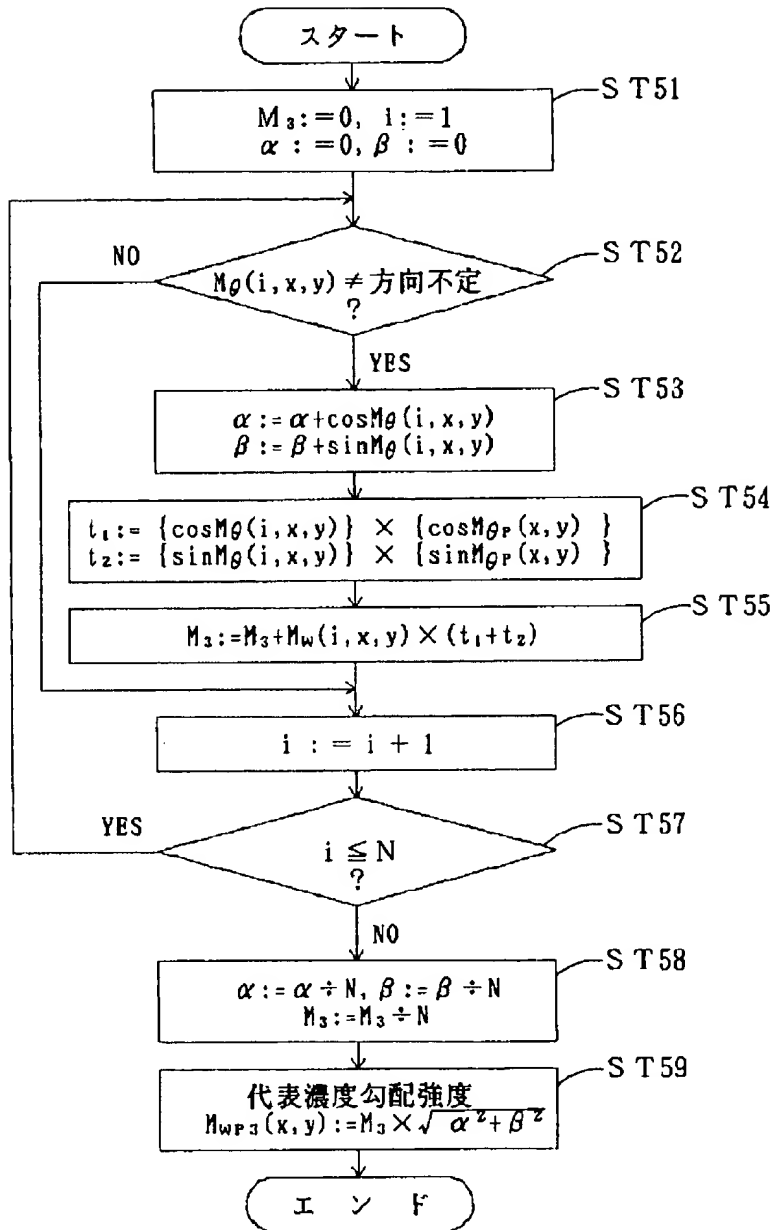 スタート
ST51
M₃:=0, i:=1
α:=0, β:=0
NO
ST52
Mθ(i,x,y)≠方向不定
?
YES
ST53
α:=α+cosMθ(i,x,y)
β:=β+sinMθ(i,x,y)
ST54
t₁:= {cosMθ(i,x,y)} × {cosMθP(x,y) }
t₂:= {sinMθ(i,x,y)} × {sinMθP(x,y) }
ST55
M₃:=M₃+MW(i,x,y)×(t₁+t₂)
ST56
i:=i+1
YES
ST57
i≦N
?
NO
ST58
α:=α÷N, β:=β÷N
M₃:=M₃÷N
ST59
代表濃度勾配強度
MWP3(x,y):=M₃×√α²+β²
エンド